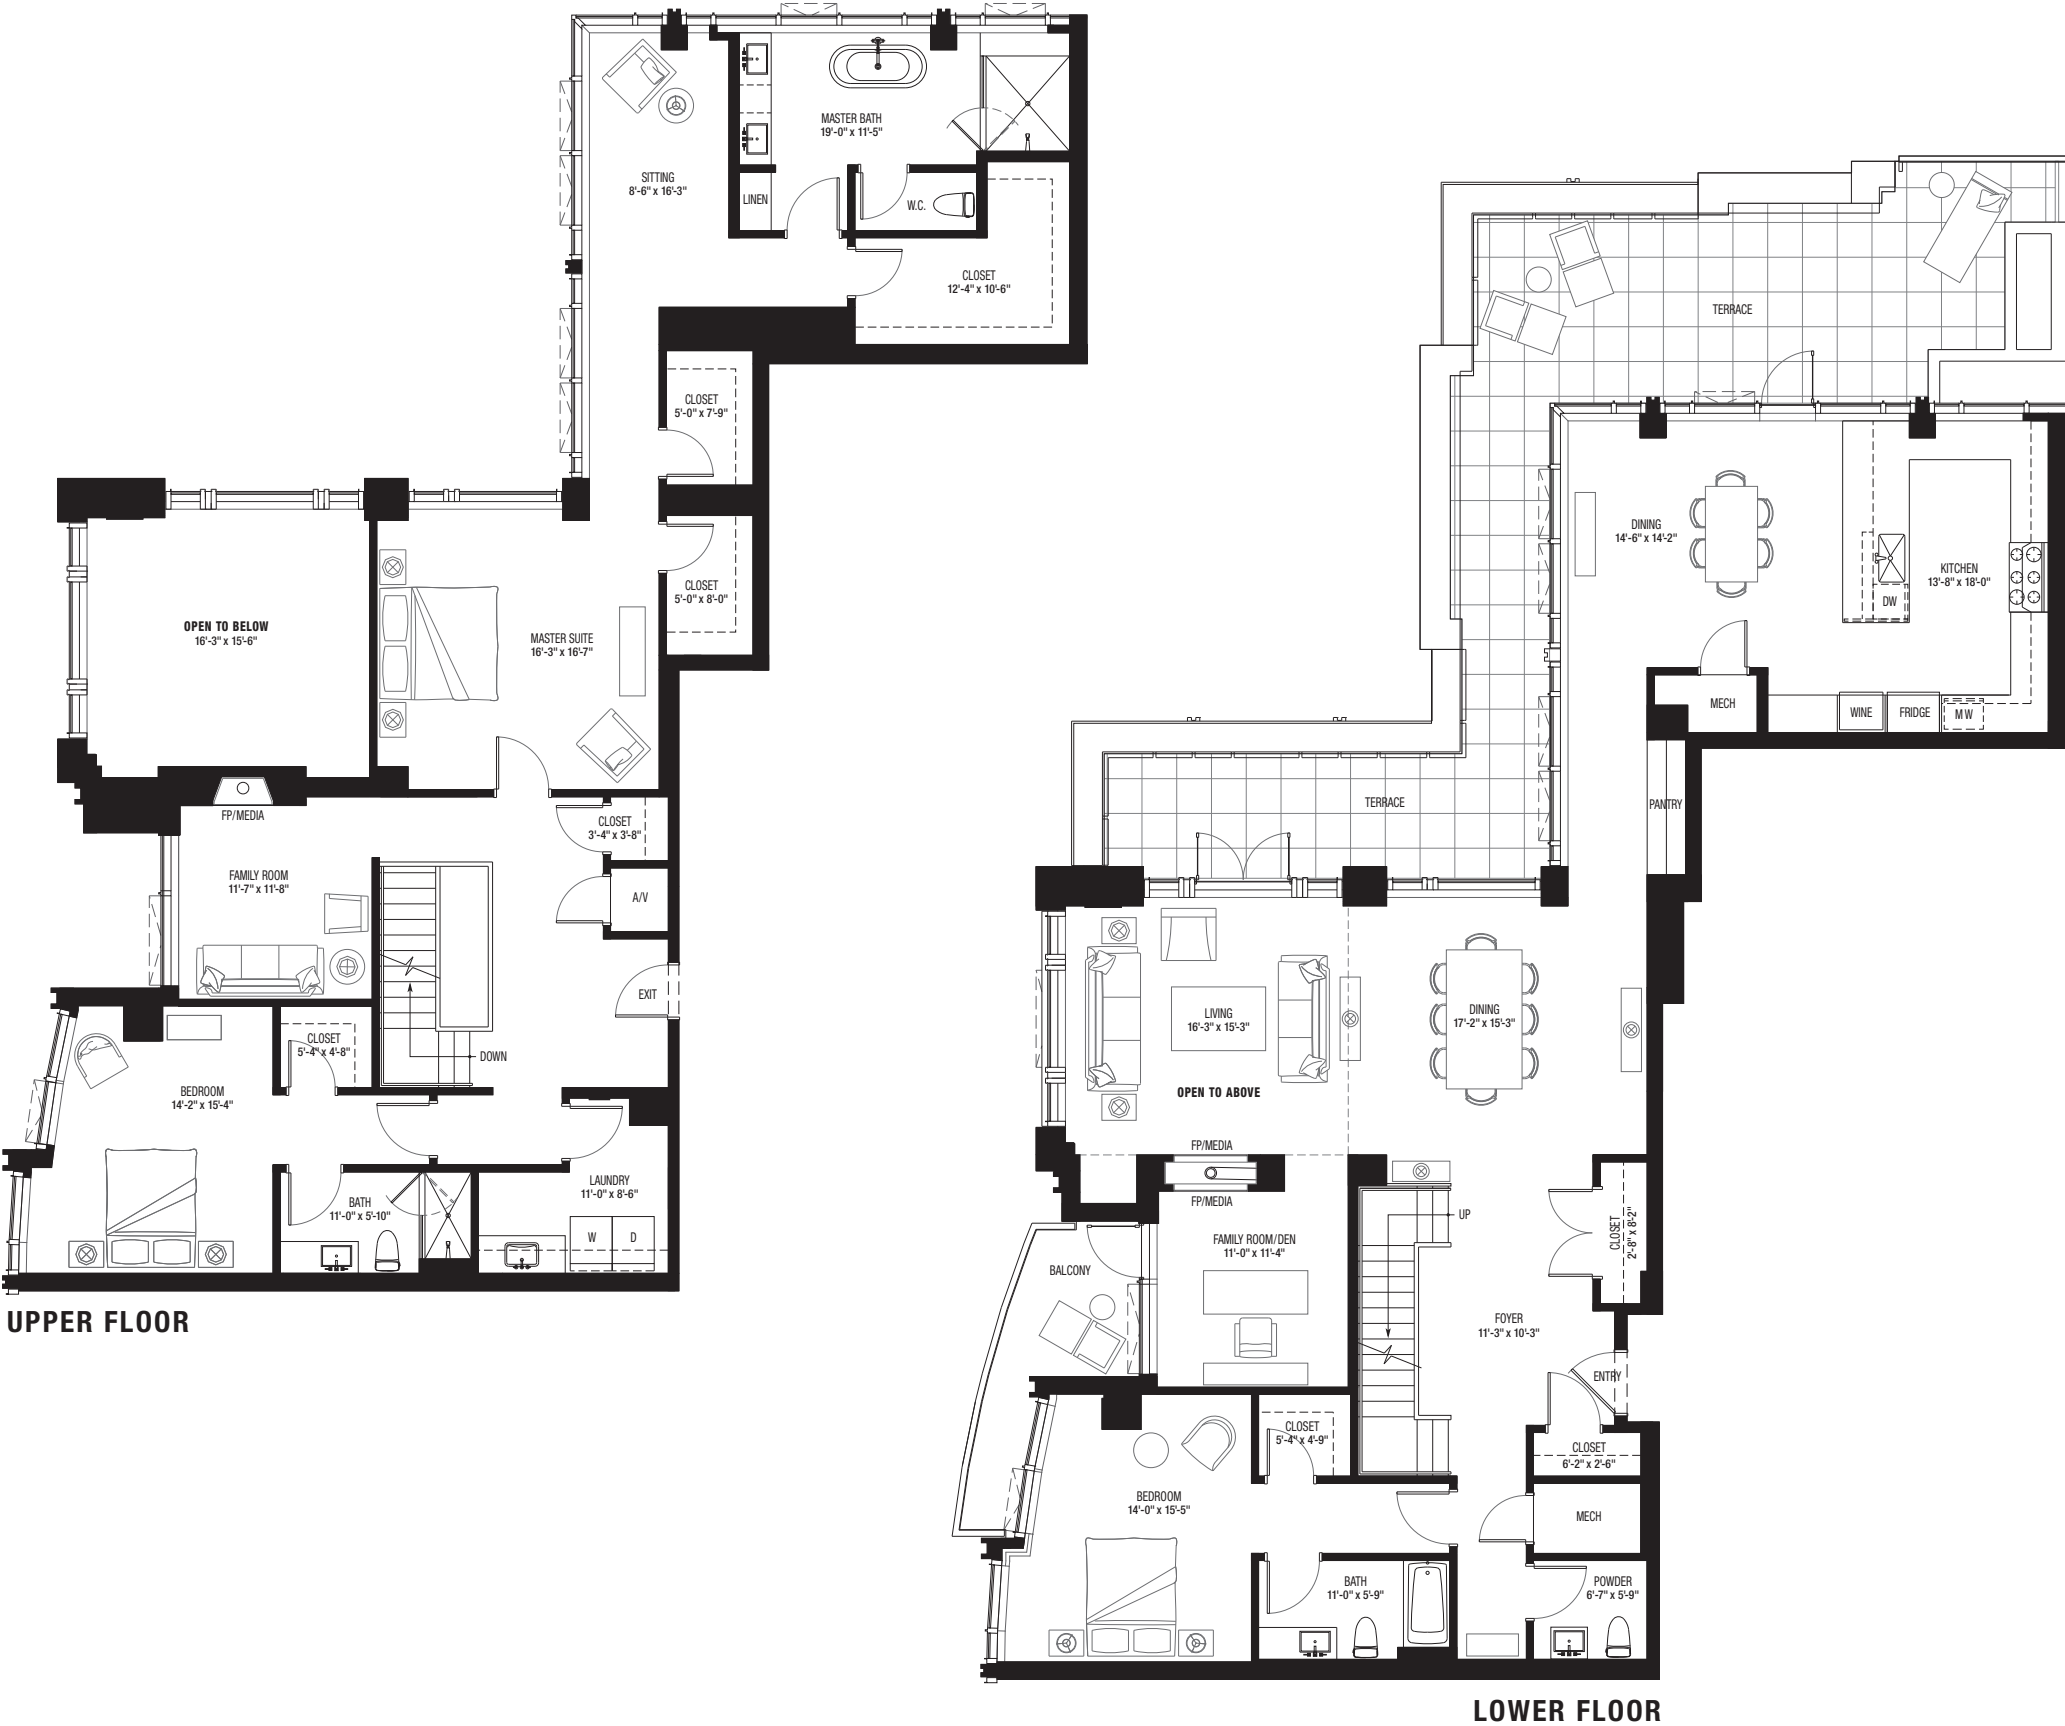 MASTER BATH
19'-0" x 11'-5"
SITTING
8'-6" x 16'-3"
LINEN
W.C.
CLOSET
12'-4" x 10'-6"
CLOSET
5'-0" x 7'-9"
CLOSET
5'-0" x 8'-0"
OPEN TO BELOW
16'-3" x 15'-6"
MASTER SUITE
16'-3" x 16'-7"
FP/MEDIA
CLOSET
3'-4" x 3'-8"
FAMILY ROOM
11'-7" x 11'-8"
A/V
EXIT
CLOSET
5'-4" x 4'-8"
DOWN
BEDROOM
14'-2" x 15'-4"
BATH
11'-0" x 5'-10"
LAUNDRY
11'-0" x 8'-6"
W
D
UPPER FLOOR
TERRACE
DINING
14'-6" x 14'-2"
KITCHEN
13'-8" x 18'-0"
DW
MECH
WINE
FRIDGE
MW
PANTRY
TERRACE
LIVING
16'-3" x 15'-3"
DINING
17'-2" x 15'-3"
OPEN TO ABOVE
FP/MEDIA
FP/MEDIA
UP
CLOSET
2'-8" x 8'-2"
FAMILY ROOM/DEN
11'-0" x 11'-4"
BALCONY
FOYER
11'-3" x 10'-3"
ENTRY
CLOSET
5'-4" x 4'-9"
CLOSET
6'-2" x 2'-6"
BEDROOM
14'-0" x 15'-5"
MECH
BATH
11'-0" x 5'-9"
POWDER
6'-7" x 5'-9"
LOWER FLOOR